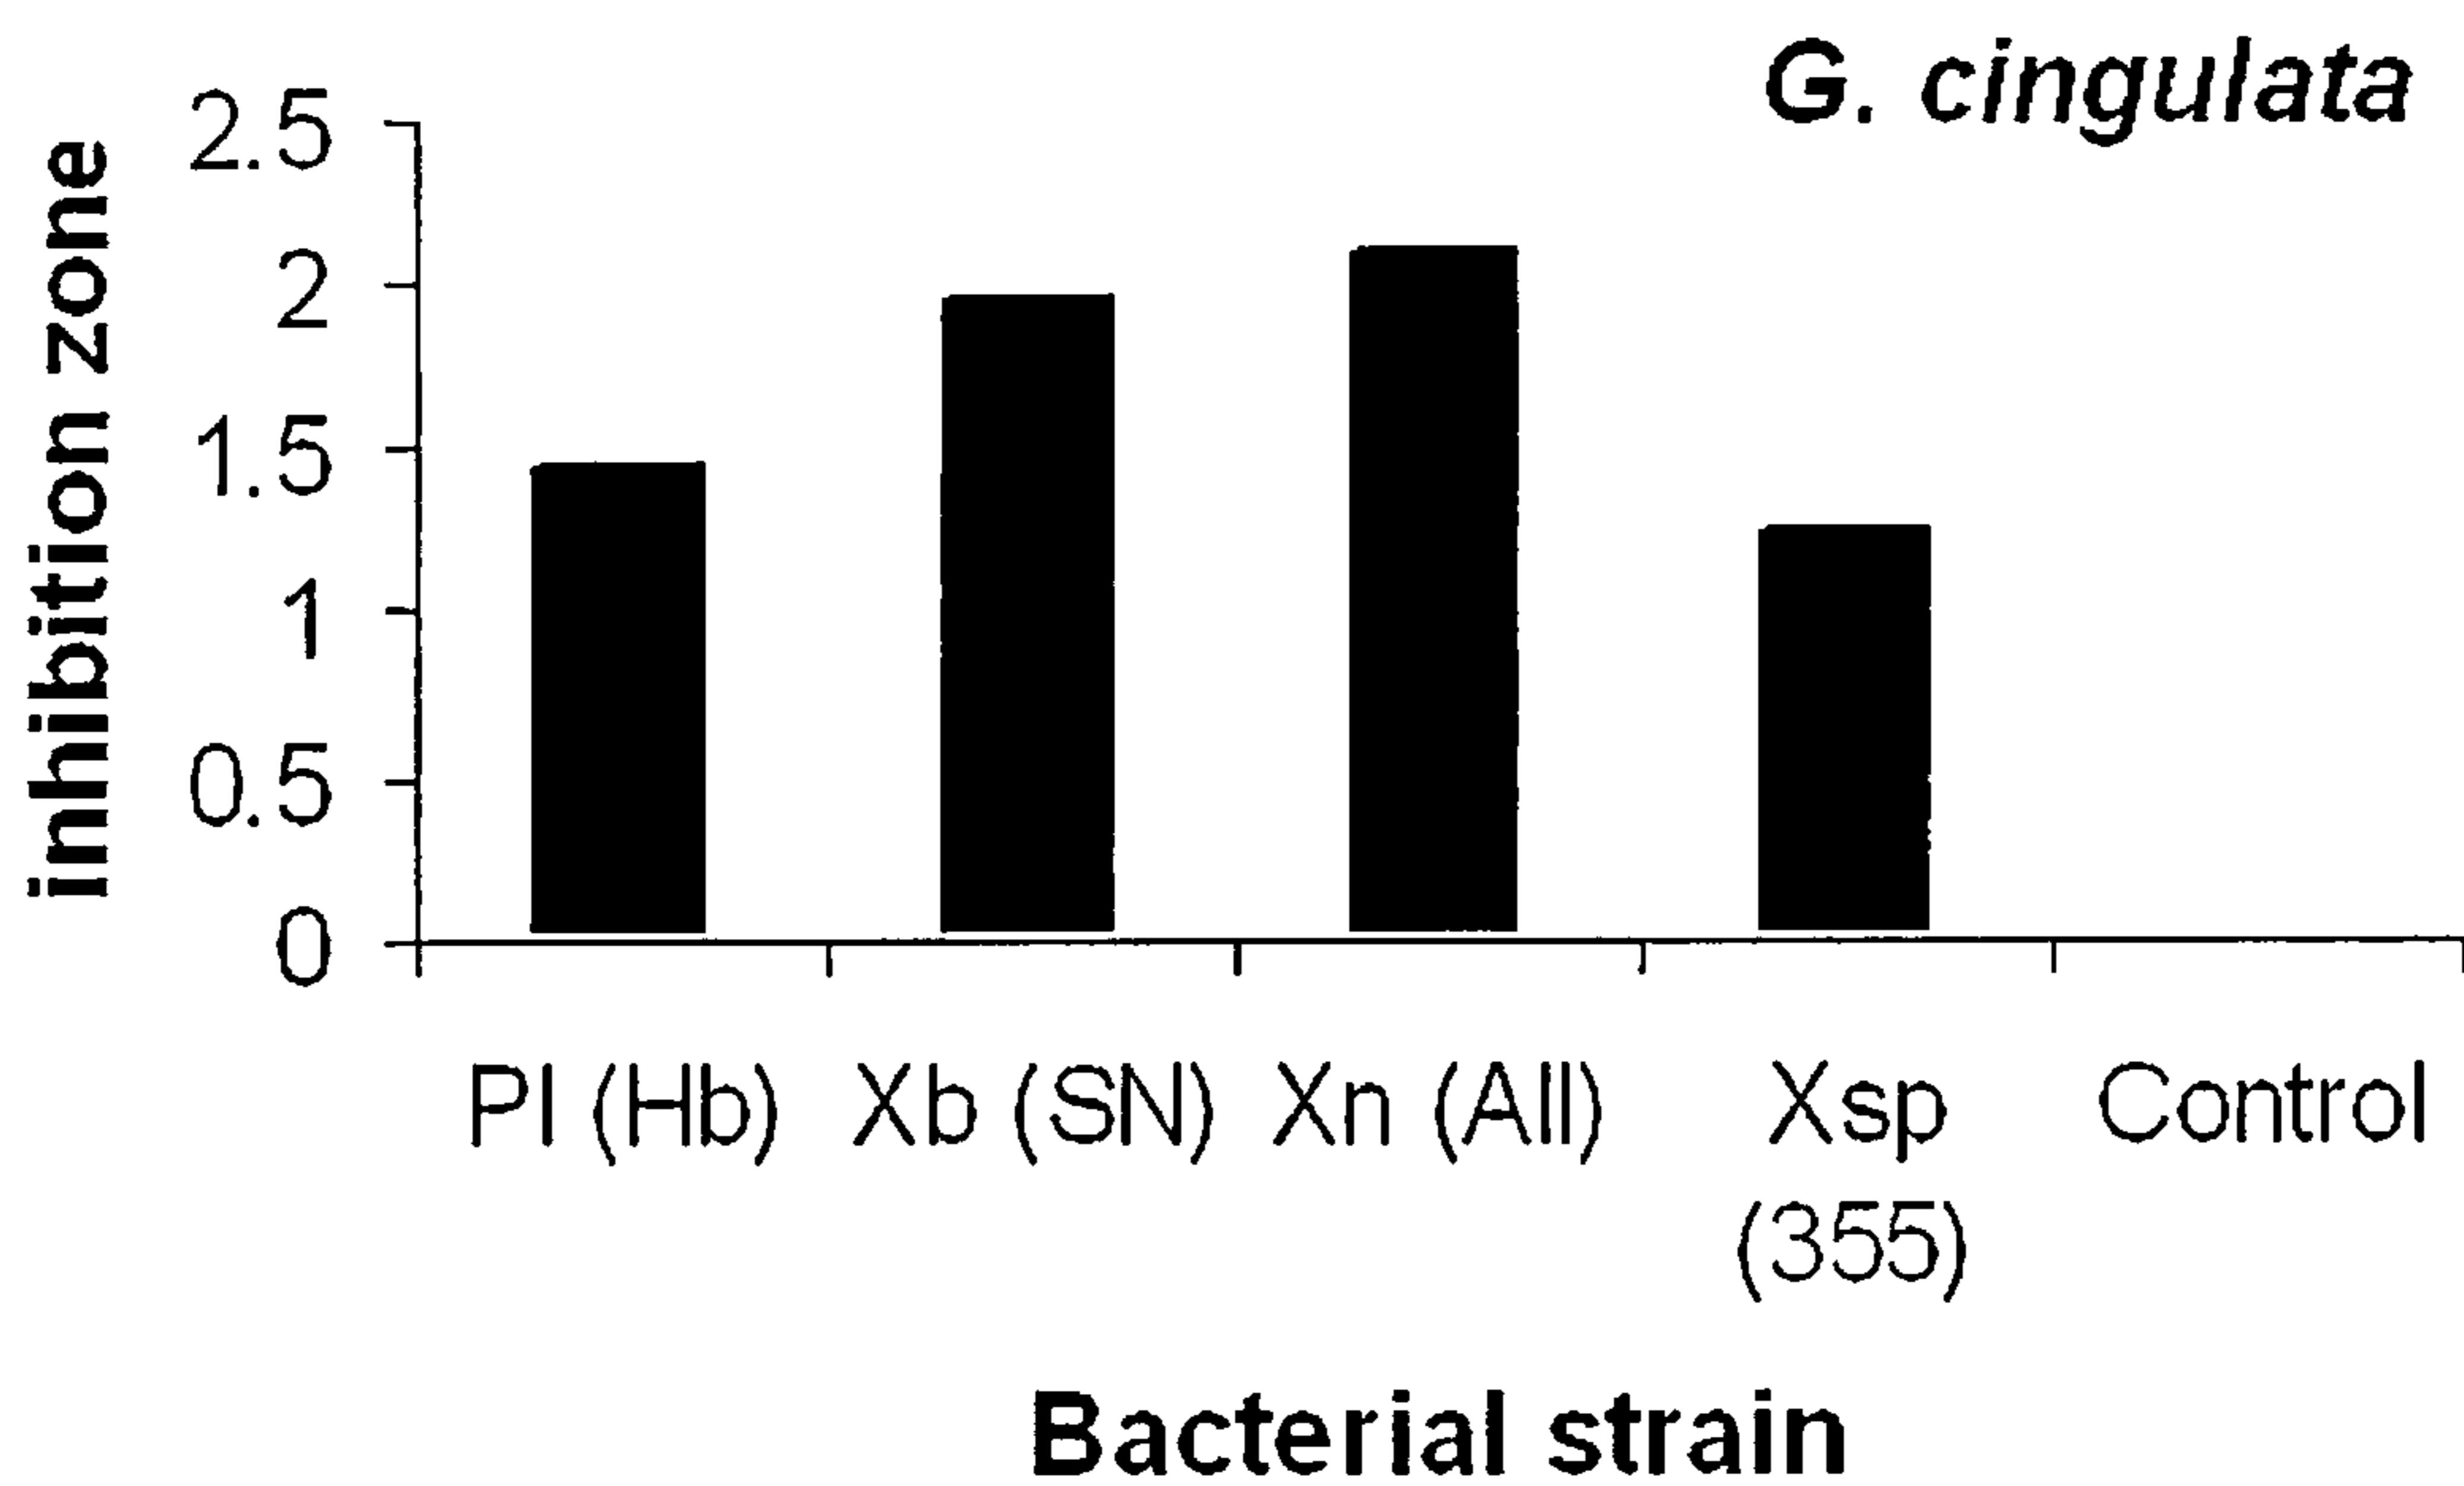 G. cingulata
inhibition zone
2.5
2
1.5
1
0.5
0
Pl (Hb)
Xb (SN)
Xn (All)
Xsp
(355)
Control
Bacterial strain